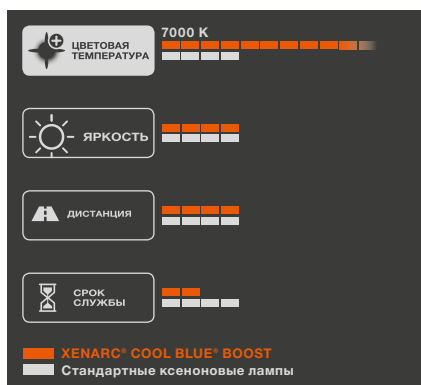 7000 K
ЦВЕТОВАЯ
ТЕМПЕРАТУРА
ЯРКОСТЬ
ДИСТАНЦИЯ
СРОК
СЛУЖБЫ
XENARC® COOL BLUE® BOOST
Стандартные ксеноновые лампы